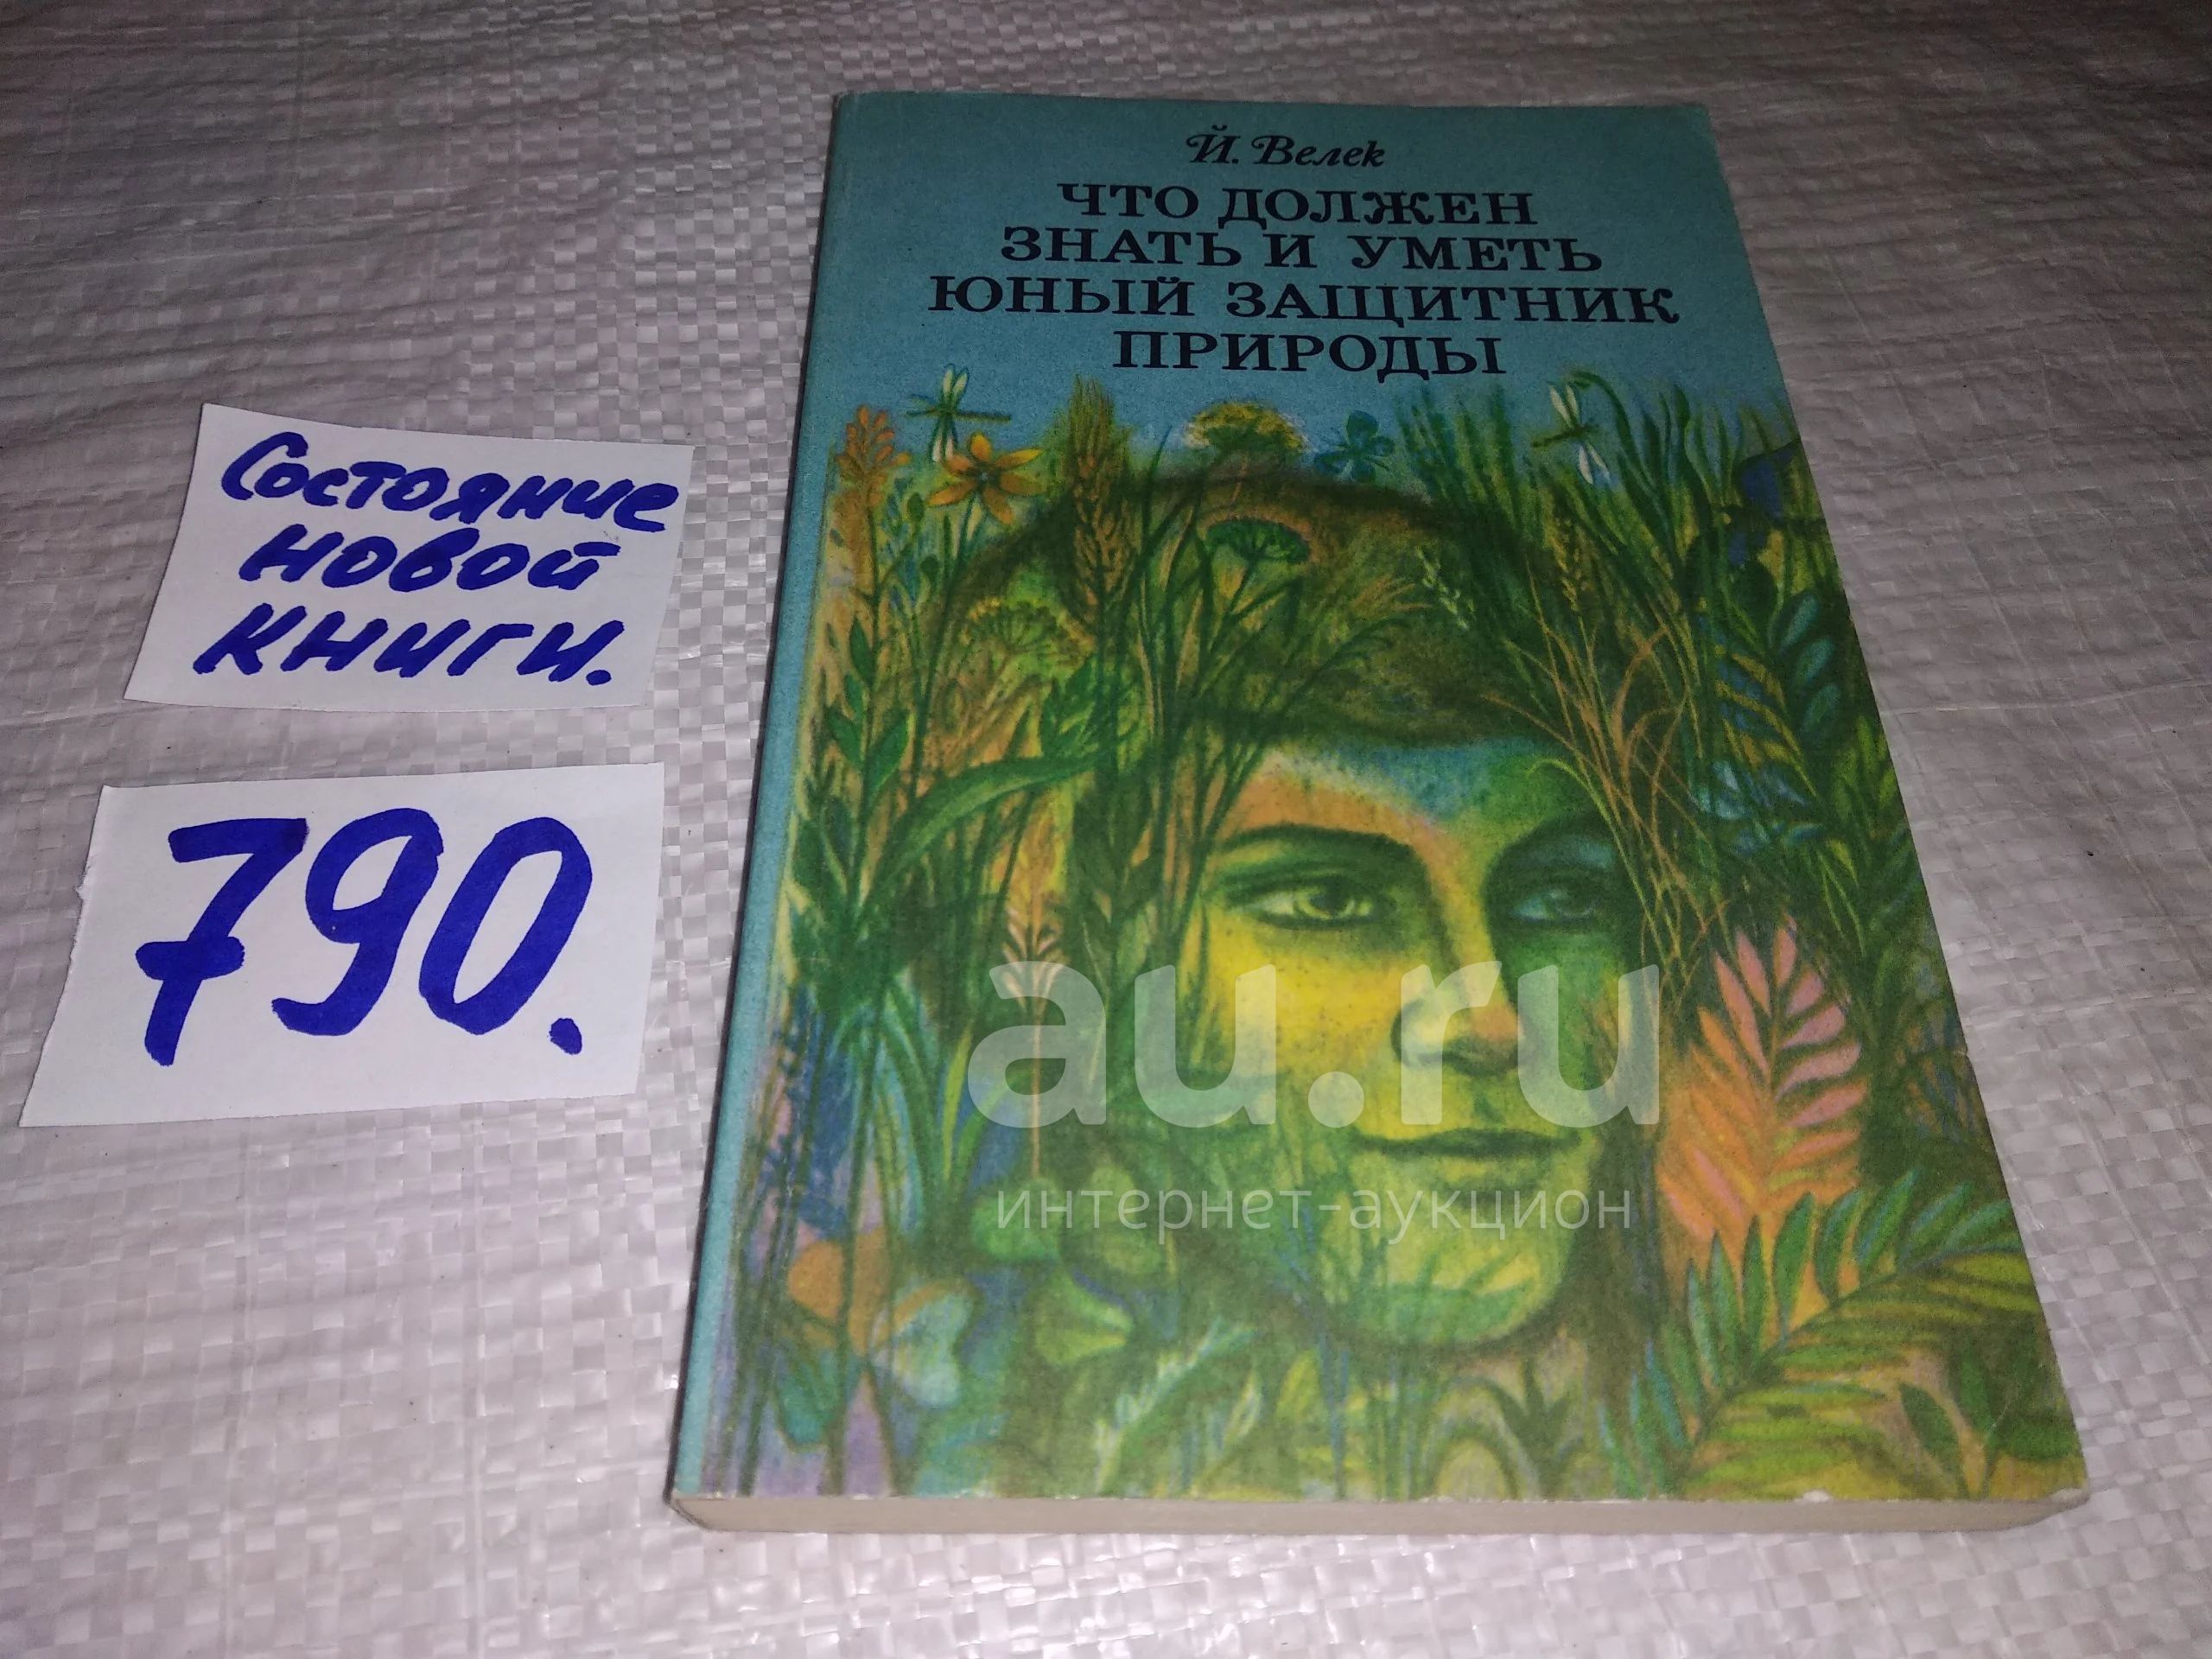 Й. Велек
ЧТО ДОЛЖЕН
ЗНАТЬ И УМЕТЬ
ЮНЫЙ ЗАЩИТНИК
ПРИРОДЫ
Состояние
новой
книги.
790.
au.ru
интернет-аукцион